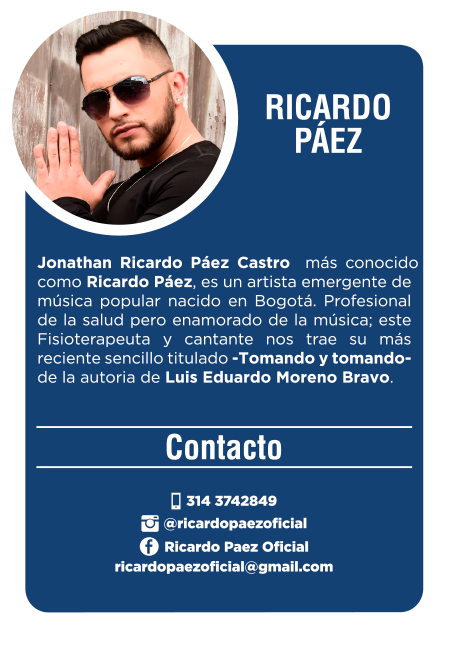 RICARDO
PÁEZ
Jonathan Ricardo Páez Castro más conocido
como Ricardo Páez, es un artista emergente de
música popular nacido en Bogotá. Profesional
de la salud pero enamorado de la música; este
Fisioterapeuta y cantante nos trae su más
reciente sencillo titulado -Tomando y tomando-
de la autoria de Luis Eduardo Moreno Bravo.
Contacto
314 3742849
@ricardopaezoficial
Ricardo Paez Oficial
ricardopaezoficial@gmail.com